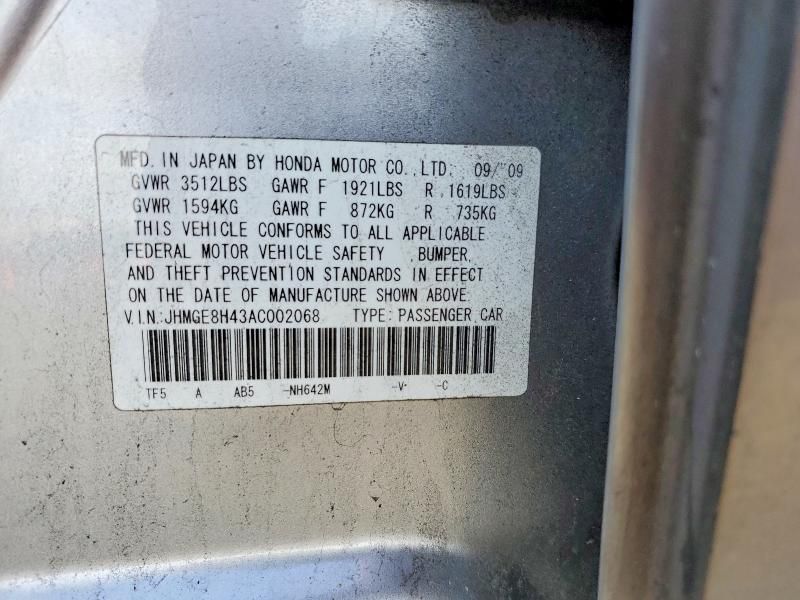 MFD. IN JAPAN BY HONDA MOTOR CO., LTD. 09/'09
GVWR 3512LBS GAWR F 1921LBS R 1619LBS
GVWR 1594KG GAWR F 872KG R 735KG
THIS VEHICLE CONFORMS TO ALL APPLICABLE
FEDERAL MOTOR VEHICLE SAFETY , BUMPER,
AND THEFT PREVENTION STANDARDS IN EFFECT
ON THE DATE OF MANUFACTURE SHOWN ABOVE.
V.I.N.:JHMGE8H43AC002068 TYPE:PASSENGER CAR
TF5 A AB5 -NH642M -V- -C